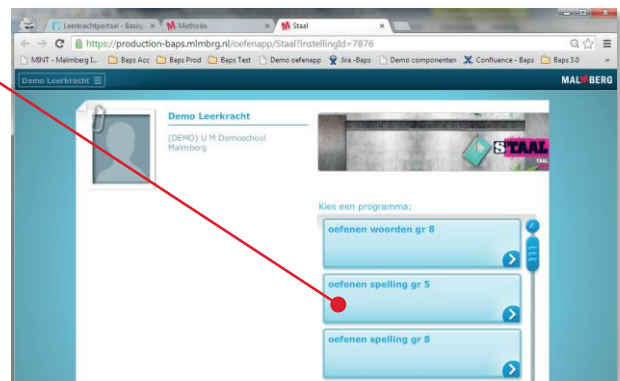 Leerkrachtportaal - Basis
Methode
Staal
https://production-baps.mlmbrg.nl/oefenapp/Staal?instellingId=7876
MINT - Malmberg I...
Baps Acc
Baps Prod
Baps Test
Demo oefenapp
Jira -Baps
Demo componenten
Confluence - Baps
Baps 3.0
»
Demo Leerkracht
MALMBERG
Demo Leerkracht
(DEMO) U M Demoschool
Malmberg
STAAL
TAAL
Kies een programma:
oefenen woorden gr 8
oefenen spelling gr 5
oefenen spelling gr 8